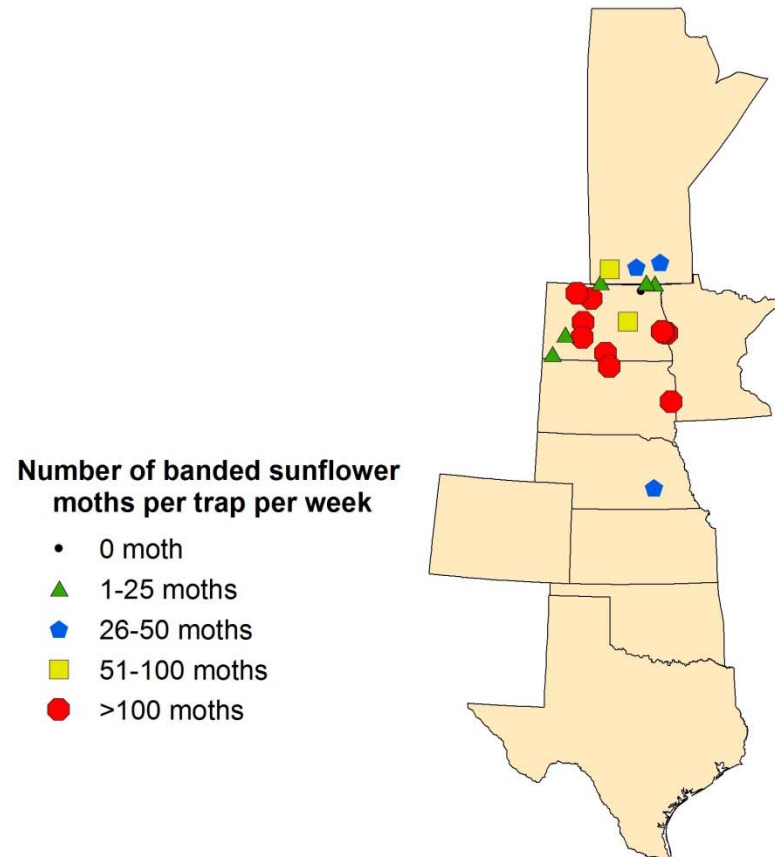 Number of banded sunflower
moths per trap per week
0 moth
1-25 moths
26-50 moths
51-100 moths
>100 moths